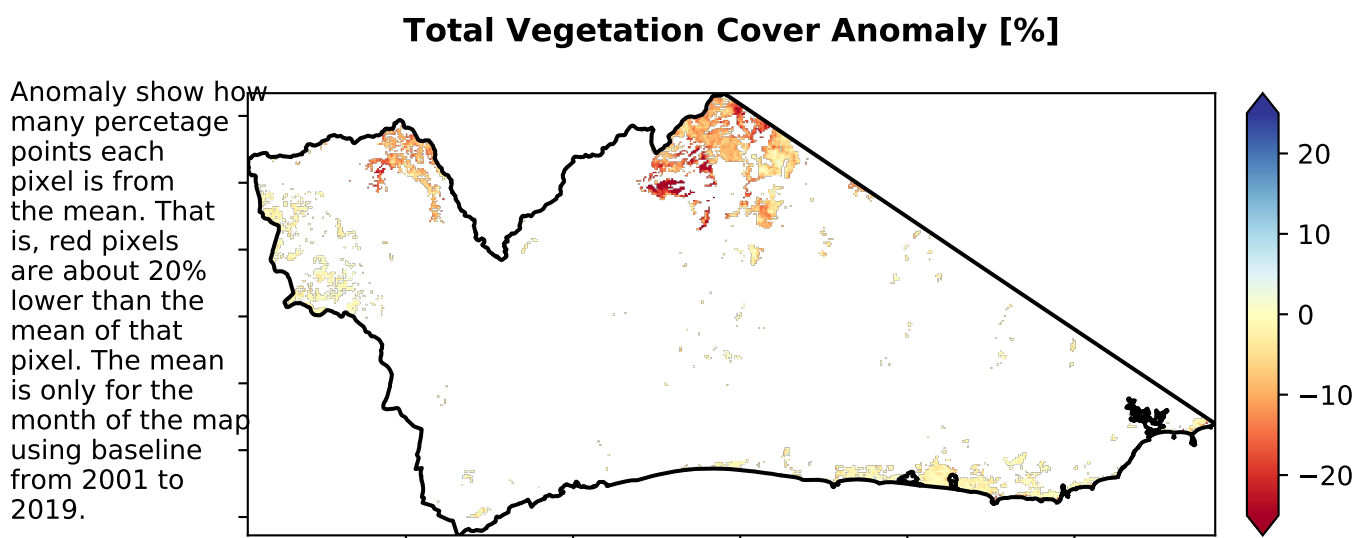 Total Vegetation Cover Anomaly [%]
Anomaly show how
many percetage
points each
pixel is from
the mean. That
is, red pixels
are about 20%
lower than the
mean of that
pixel. The mean
is only for the
month of the map
using baseline
from 2001 to
2019.
20
10
0
−10
−20